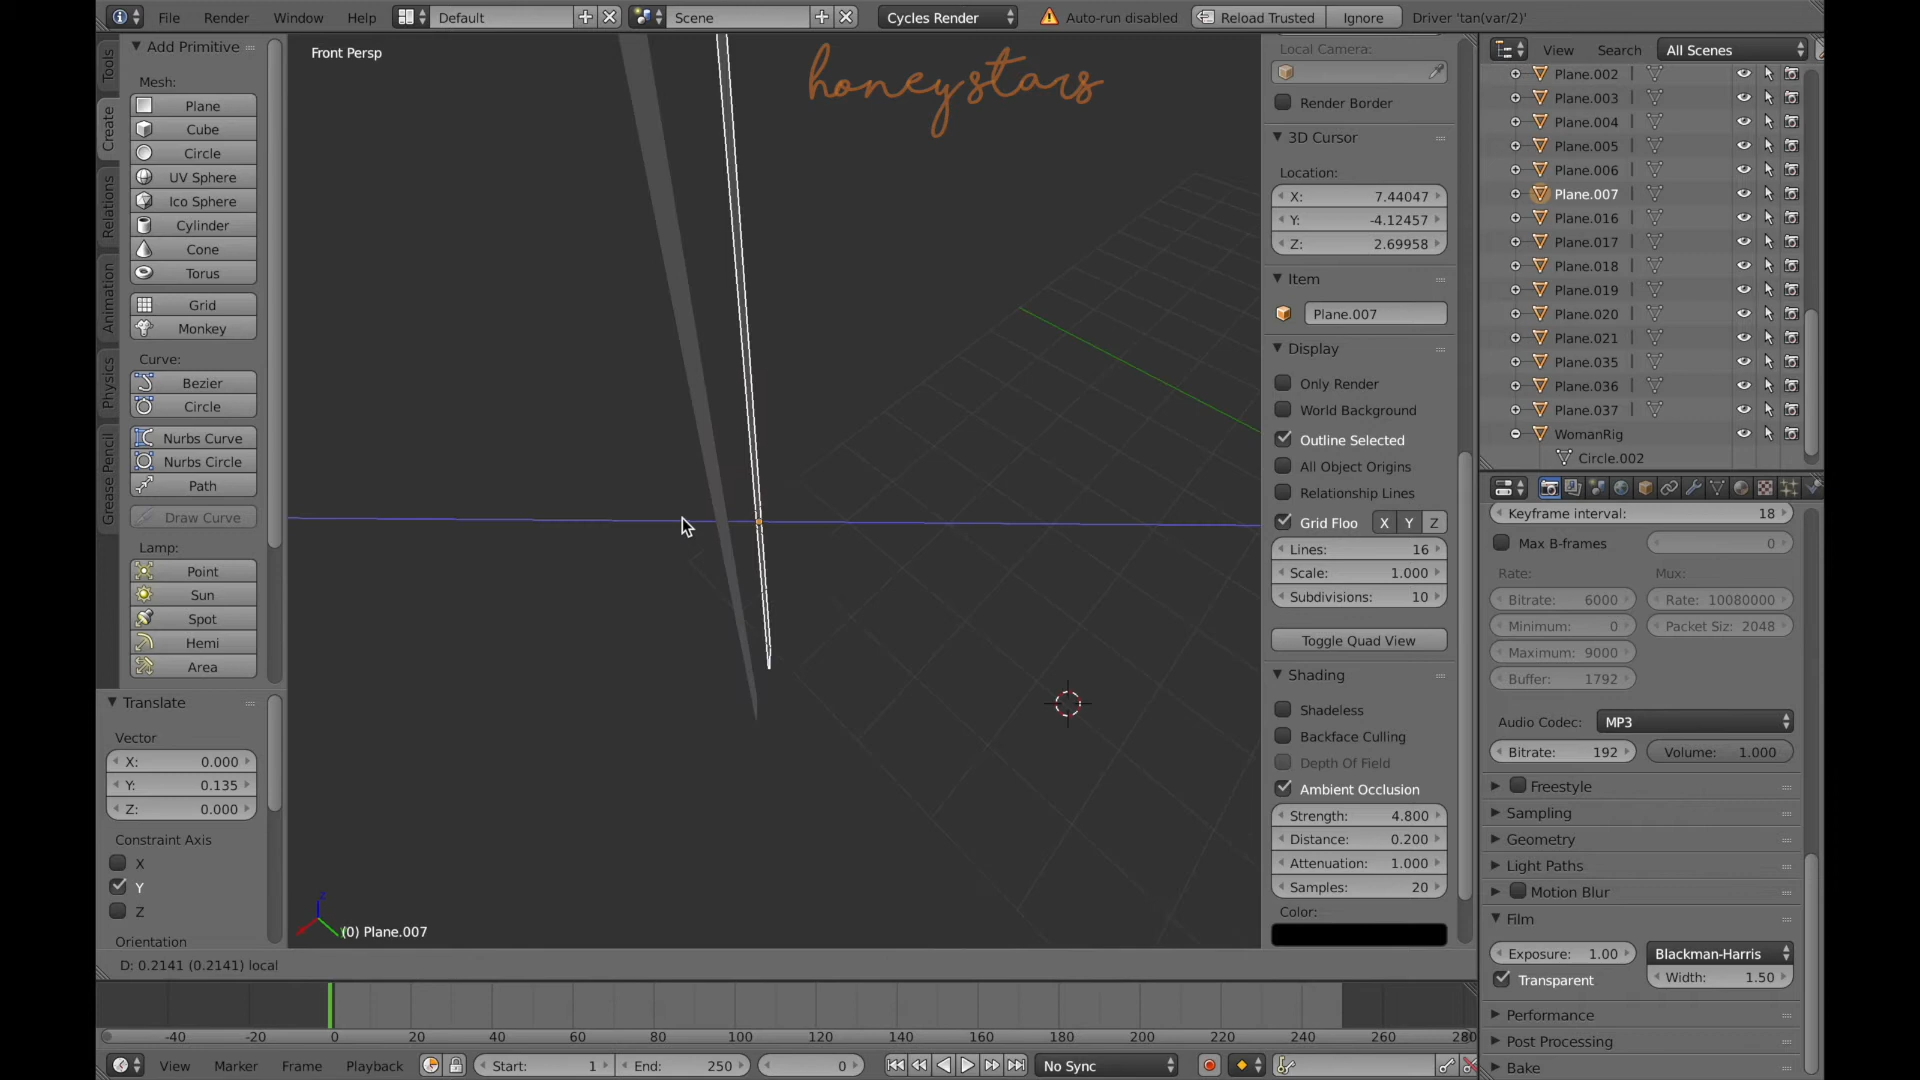 File Render Window Help Default Scene Cycles Render Auto-run disabled Reload Trusted Ignore Driver 'tan(var/2)'
Tools
Create
Relations
Animation
Physics
Grease Pencil
Add Primitive
Mesh:
Plane
Cube
Circle
UV Sphere
Ico Sphere
Cylinder
Cone
Torus
Grid
Monkey
Curve:
Bezier
Circle
Nurbs Curve
Nurbs Circle
Path
Draw Curve
Lamp:
Point
Sun
Spot
Hemi
Area
Translate
Vector
X: 0.000
Y: 0.135
Z: 0.000
Constraint Axis
X
Y
Z
Orientation
Front Persp
honeystars
z
y
(0) Plane.007
D: 0.2141 (0.2141) local
Local Camera:
Render Border
3D Cursor
Location:
X: 7.44047
Y: -4.12457
Z: 2.69958
Item
Plane.007
Display
Only Render
World Background
Outline Selected
All Object Origins
Relationship Lines
Grid Floo X Y Z
Lines: 16
Scale: 1.000
Subdivisions: 10
Toggle Quad View
Shading
Shadeless
Backface Culling
Depth Of Field
Ambient Occlusion
Strength: 4.800
Distance: 0.200
Attenuation: 1.000
Samples: 20
Color:
View Search All Scenes
Plane.002
Plane.003
Plane.004
Plane.005
Plane.006
Plane.007
Plane.016
Plane.017
Plane.018
Plane.019
Plane.020
Plane.021
Plane.035
Plane.036
Plane.037
WomanRig
Circle.002
Keyframe interval: 18
Max B-frames 0
Rate: Mux:
Bitrate: 6000 Rate: 10080000
Minimum: 0 Packet Siz: 2048
Maximum: 9000
Buffer: 1792
Audio Codec: MP3
Bitrate: 192 Volume: 1.000
Freestyle
Sampling
Geometry
Light Paths
Motion Blur
Film
Exposure: 1.00 Blackman-Harris
Transparent Width: 1.50
Performance
Post Processing
Bake
-40 -20 0 20 40 60 80 100 120 140 160 180 200 220 240 260 280
View Marker Frame Playback Start: 1 End: 250 0 No Sync